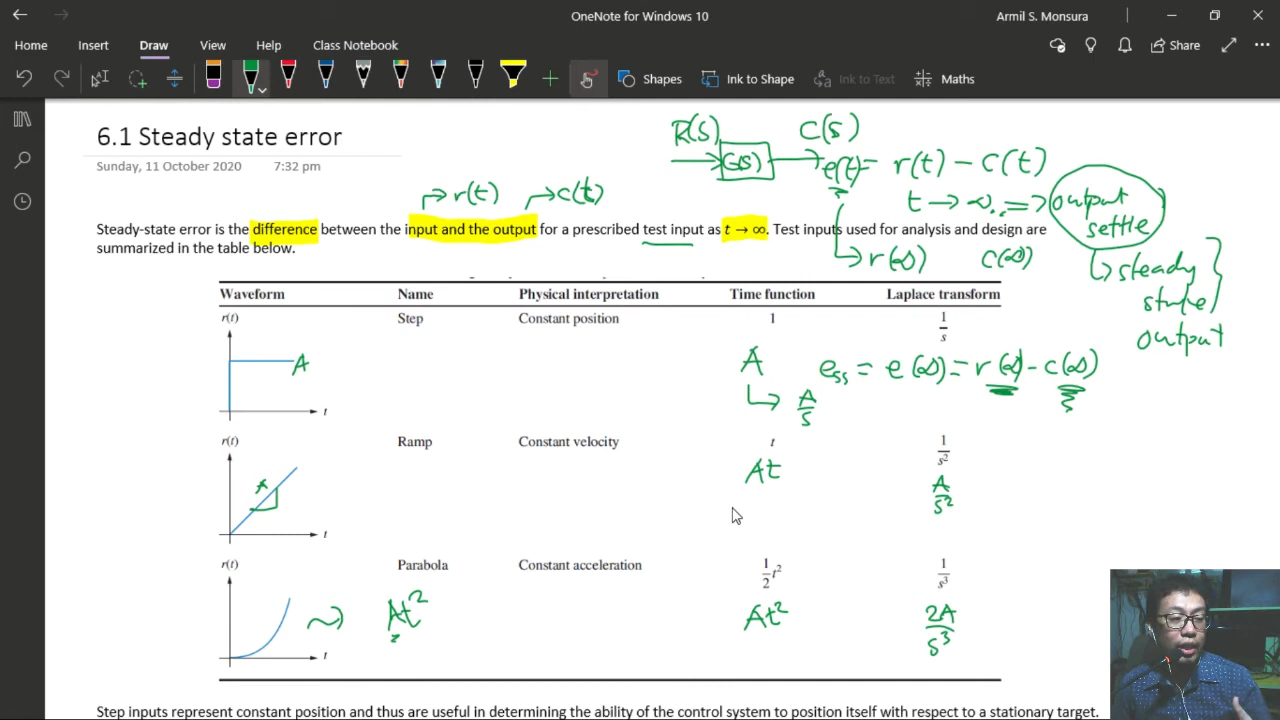 OneNote for Windows 10
Armil S. Monsura
Home Insert Draw View Help Class Notebook
Share
Shapes Ink to Shape Ink to Text Maths
6.1 Steady state error
Sunday, 11 October 2020 7:32 pm
R(s) C(s)
G(s) e(t) = r(t) - c(t)
t → ∞ ⇒ output
settle
r(t) c(t)
Steady-state error is the difference between the input and the output for a prescribed test input as t → ∞. Test inputs used for analysis and design are
summarized in the table below.
r(∞) c(∞)
steady
state
output
Waveform Name Physical interpretation Time function Laplace transform
r(t) Step Constant position 1 1/s
A
t
A
A/s
e_ss = e(∞) = r(∞) - c(∞)
r(t) Ramp Constant velocity t 1/s²
A
t
At A/s²
r(t) Parabola Constant acceleration 1/2 t² 1/s³
t
At² At² 2A/s³
Step inputs represent constant position and thus are useful in determining the ability of the control system to position itself with respect to a stationary target.